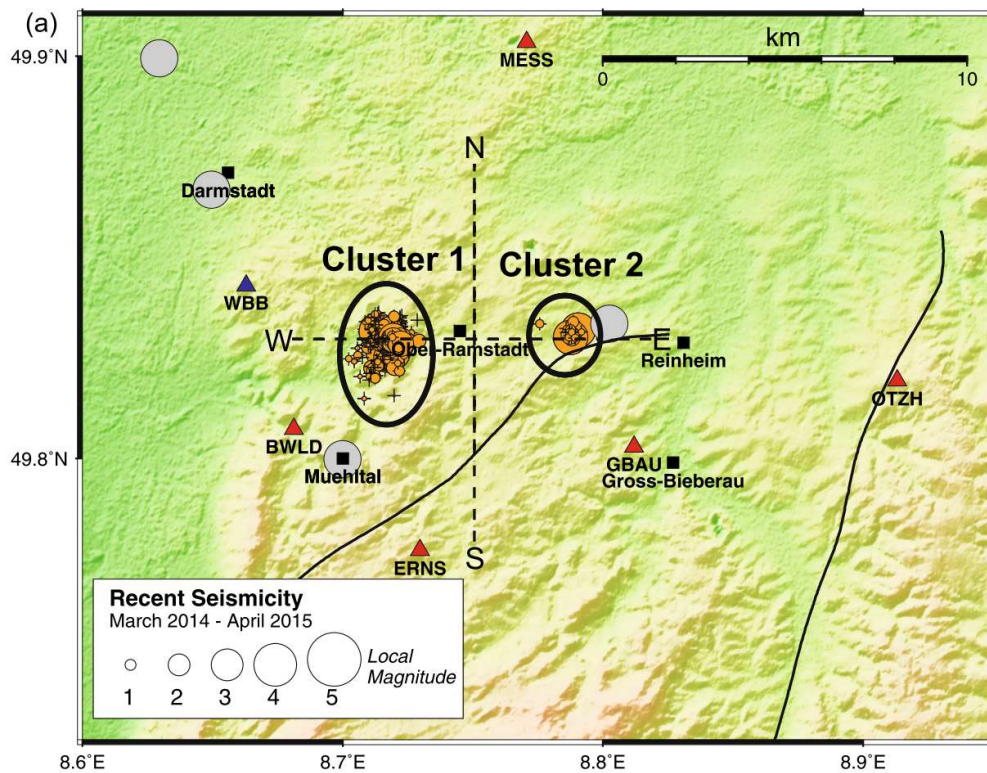 (a)
49.9°N
km
0
10
MESS
N
Darmstadt
Cluster 1
Cluster 2
WBB
W
Ober-Ramstadt
E
Reinheim
OTZH
BWLD
GBAU
49.8°N
Muehltal
Gross-Bieberau
ERNS
S
Recent Seismicity
March 2014 - April 2015
Local
Magnitude
1 2 3 4 5
8.6°E 8.7°E 8.8°E 8.9°E